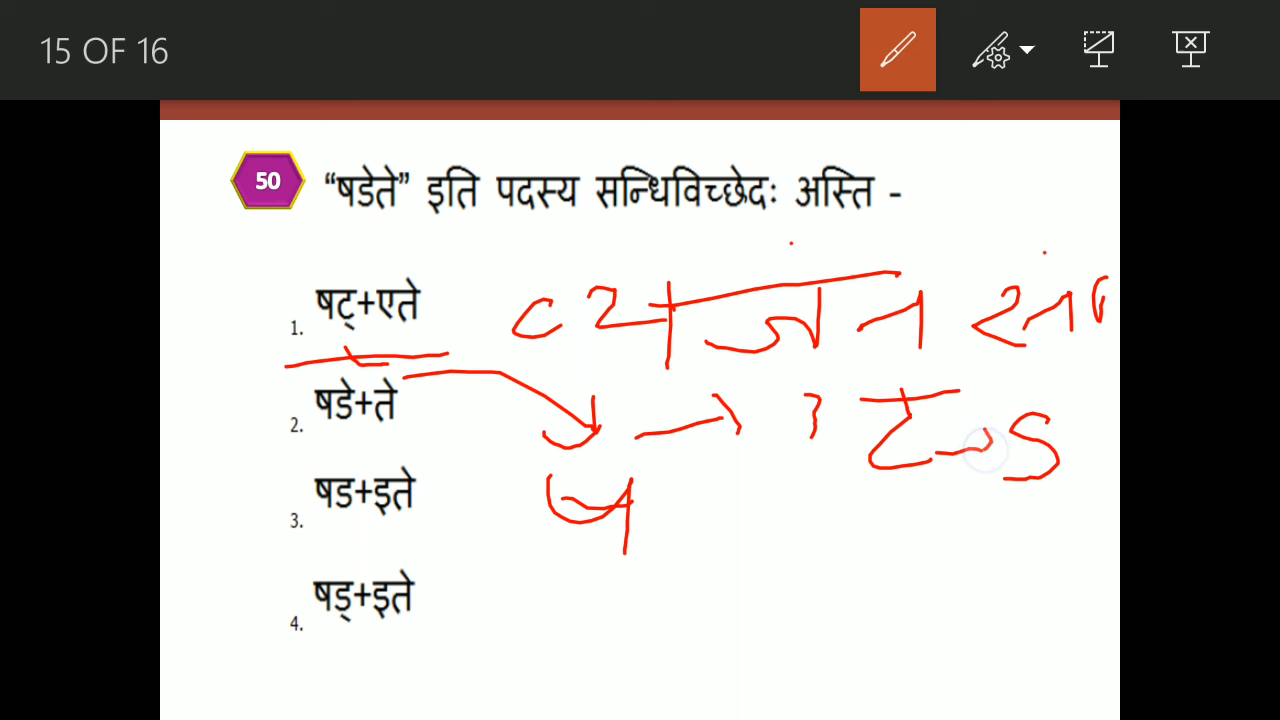 15 OF 16
50 “षडेते” इति पदस्य सन्धिविच्छेदः अस्ति -
1. षट्+एते
2. षडे+ते
3. षड+इते
4. षड्+इते